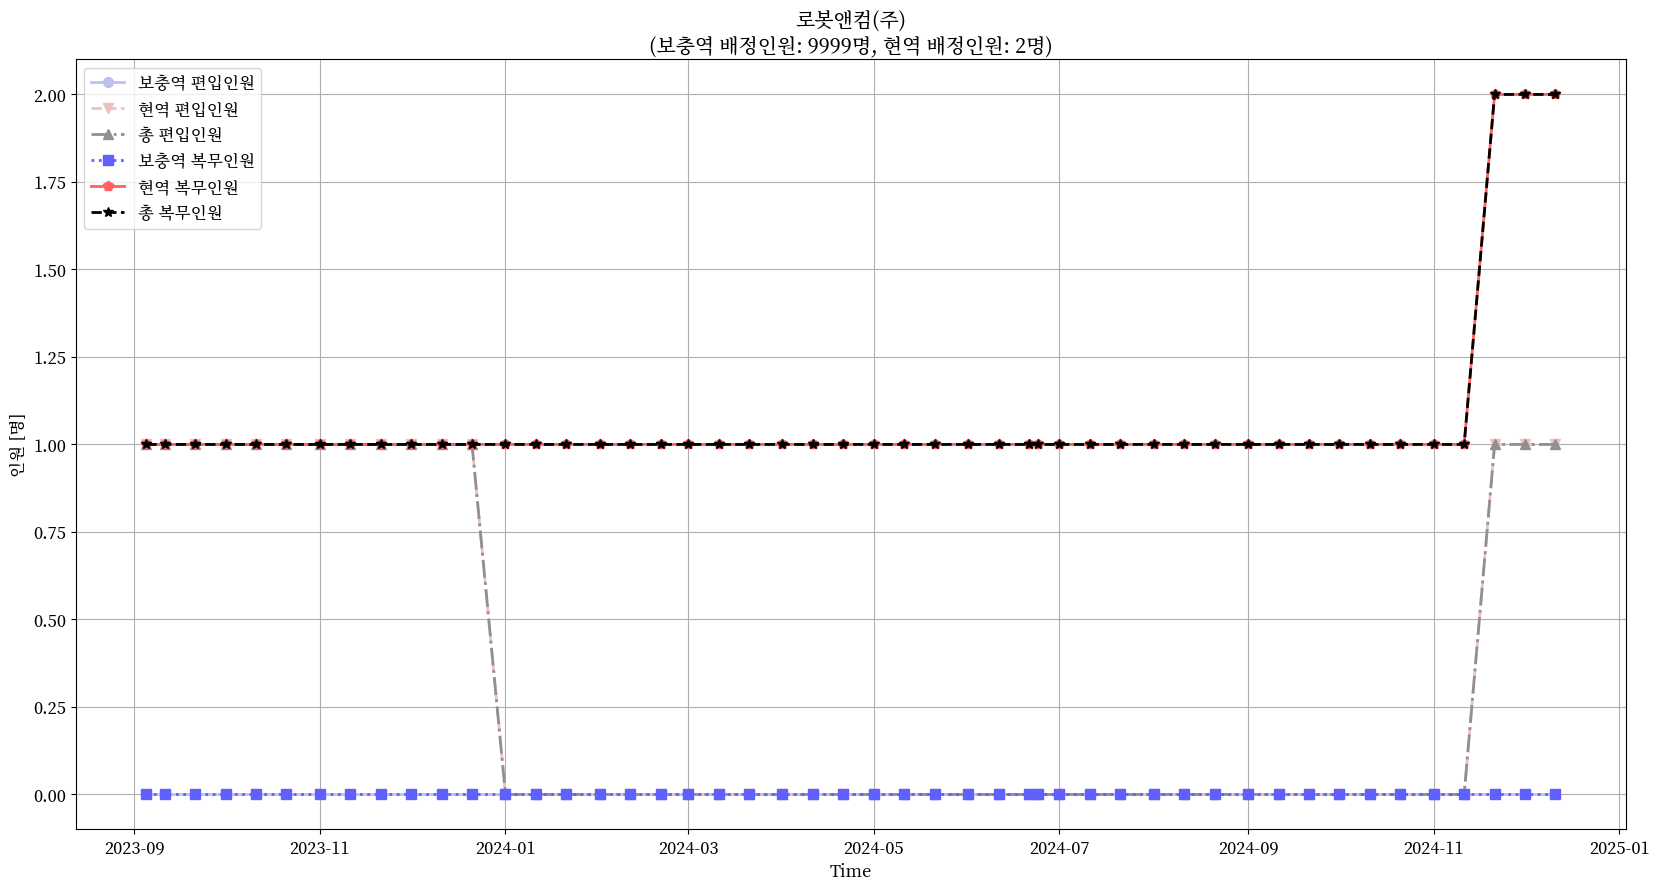 로봇앤컴(주)
(보충역 배정인원: 9999명, 현역 배정인원: 2명)
보충역 편입인원
현역 편입인원
총 편입인원
보충역 복무인원
현역 복무인원
총 복무인원
2.00
1.75
1.50
1.25
1.00
0.75
0.50
0.25
0.00
인원 [명]
2023-09 2023-11 2024-01 2024-03 2024-05 2024-07 2024-09 2024-11 2025-01
Time